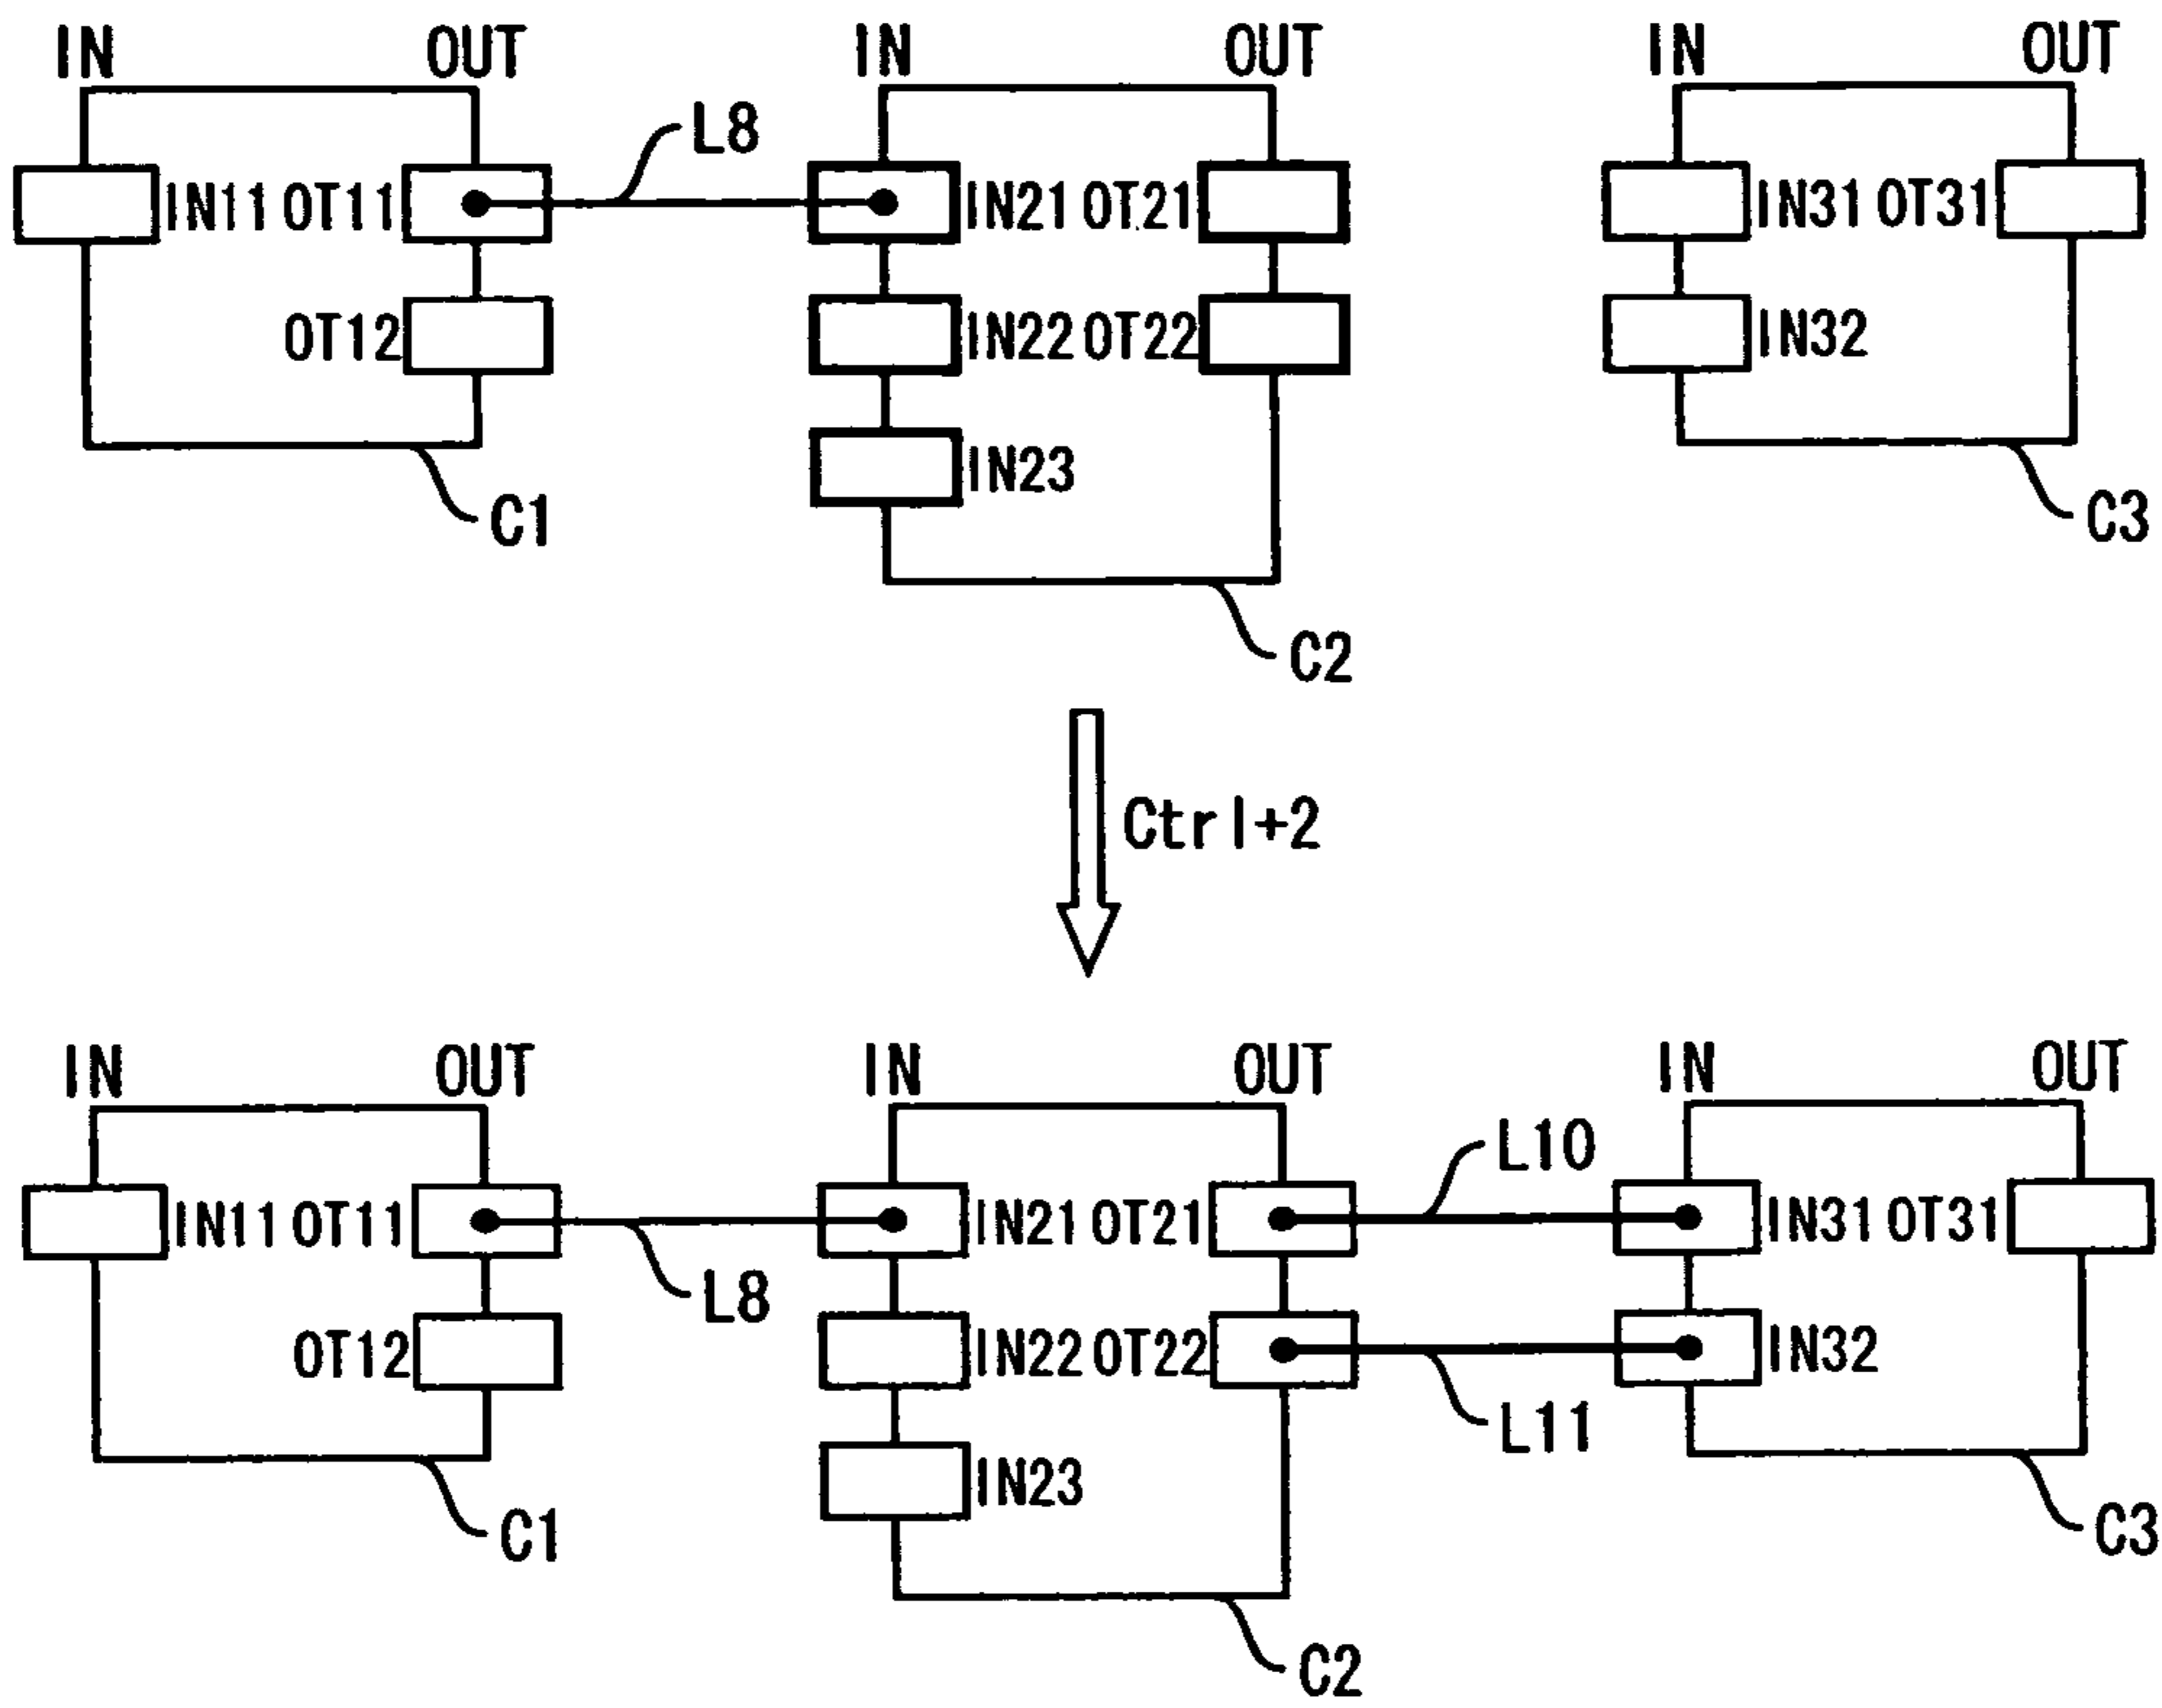 IN OUT IN OUT IN OUT
L8
IN11 OT11 IN21 OT21 IN31 OT31
OT12 IN22 OT22 IN32
IN23
C1 C3
C2
Ctrl+2
IN OUT IN OUT IN OUT
L10
IN11 OT11 IN21 OT21 IN31 OT31
L8
OT12 IN22 OT22 IN32
L11
IN23
C1 C3
C2